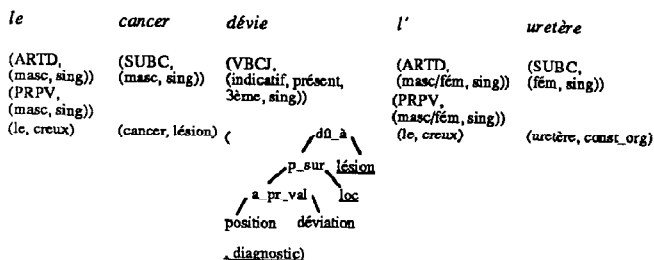 le cancer dévie l' uretère
(ARTD, (SUBC, (VBCJ, (ARTD, (SUBC,
(masc, sing)) (masc, sing)) (indicatif, présent, (masc/fém, sing)) (fém, sing))
(PRPV, 3ème, sing)) (PRPV,
(masc, sing)) (masc/fém, sing))
(le, creux) (cancer, lésion) ( dû_à (le, creux) (uretère, const_org)
p_sur lésion
a_pr_val loc
position déviation
, diagnostic)